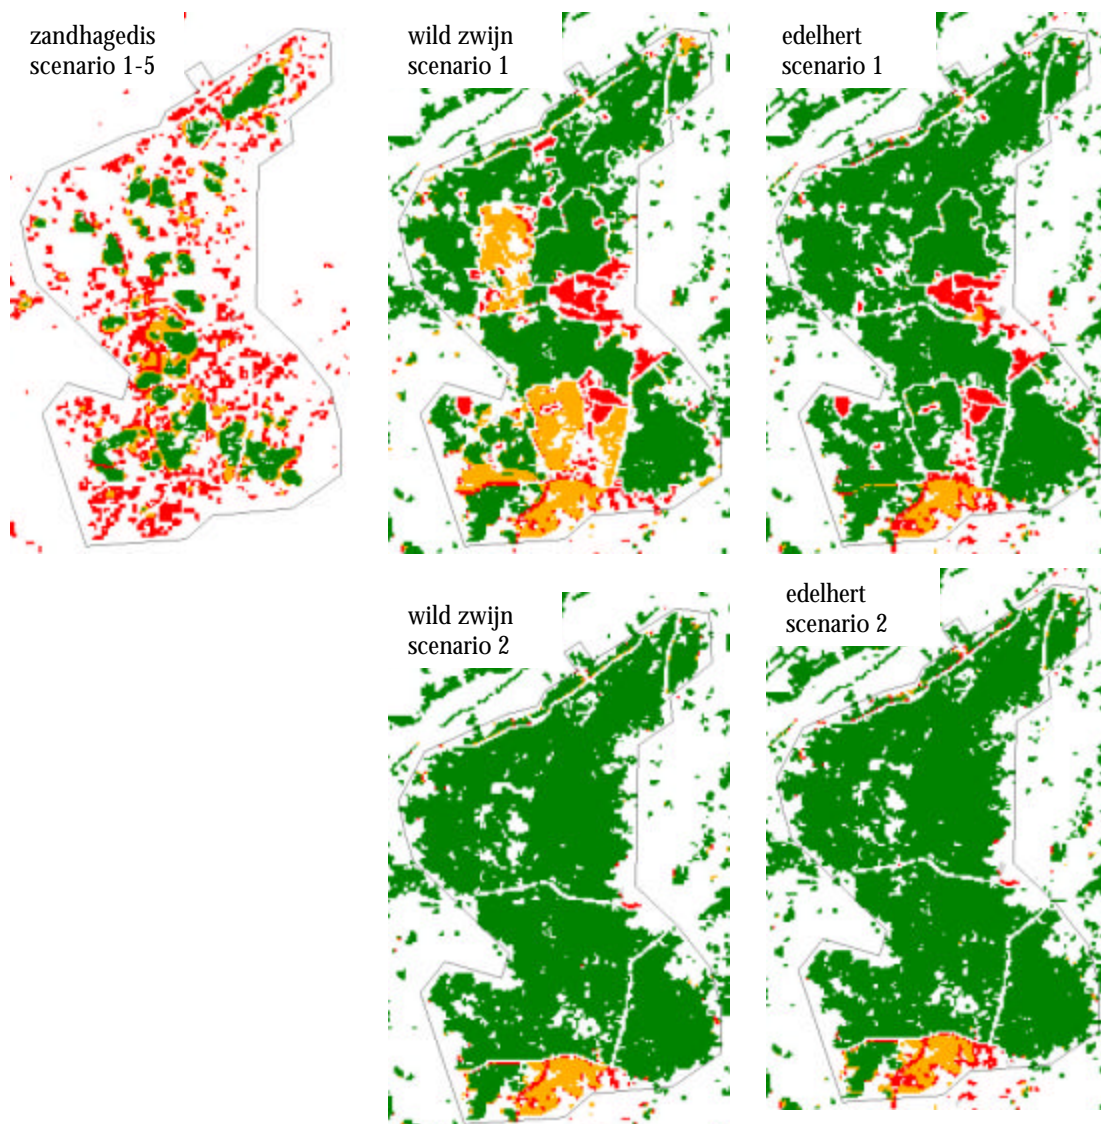 zandhagedis
scenario 1-5
wild zwijn
scenario 1
edelhert
scenario 1
wild zwijn
scenario 2
edelhert
scenario 2